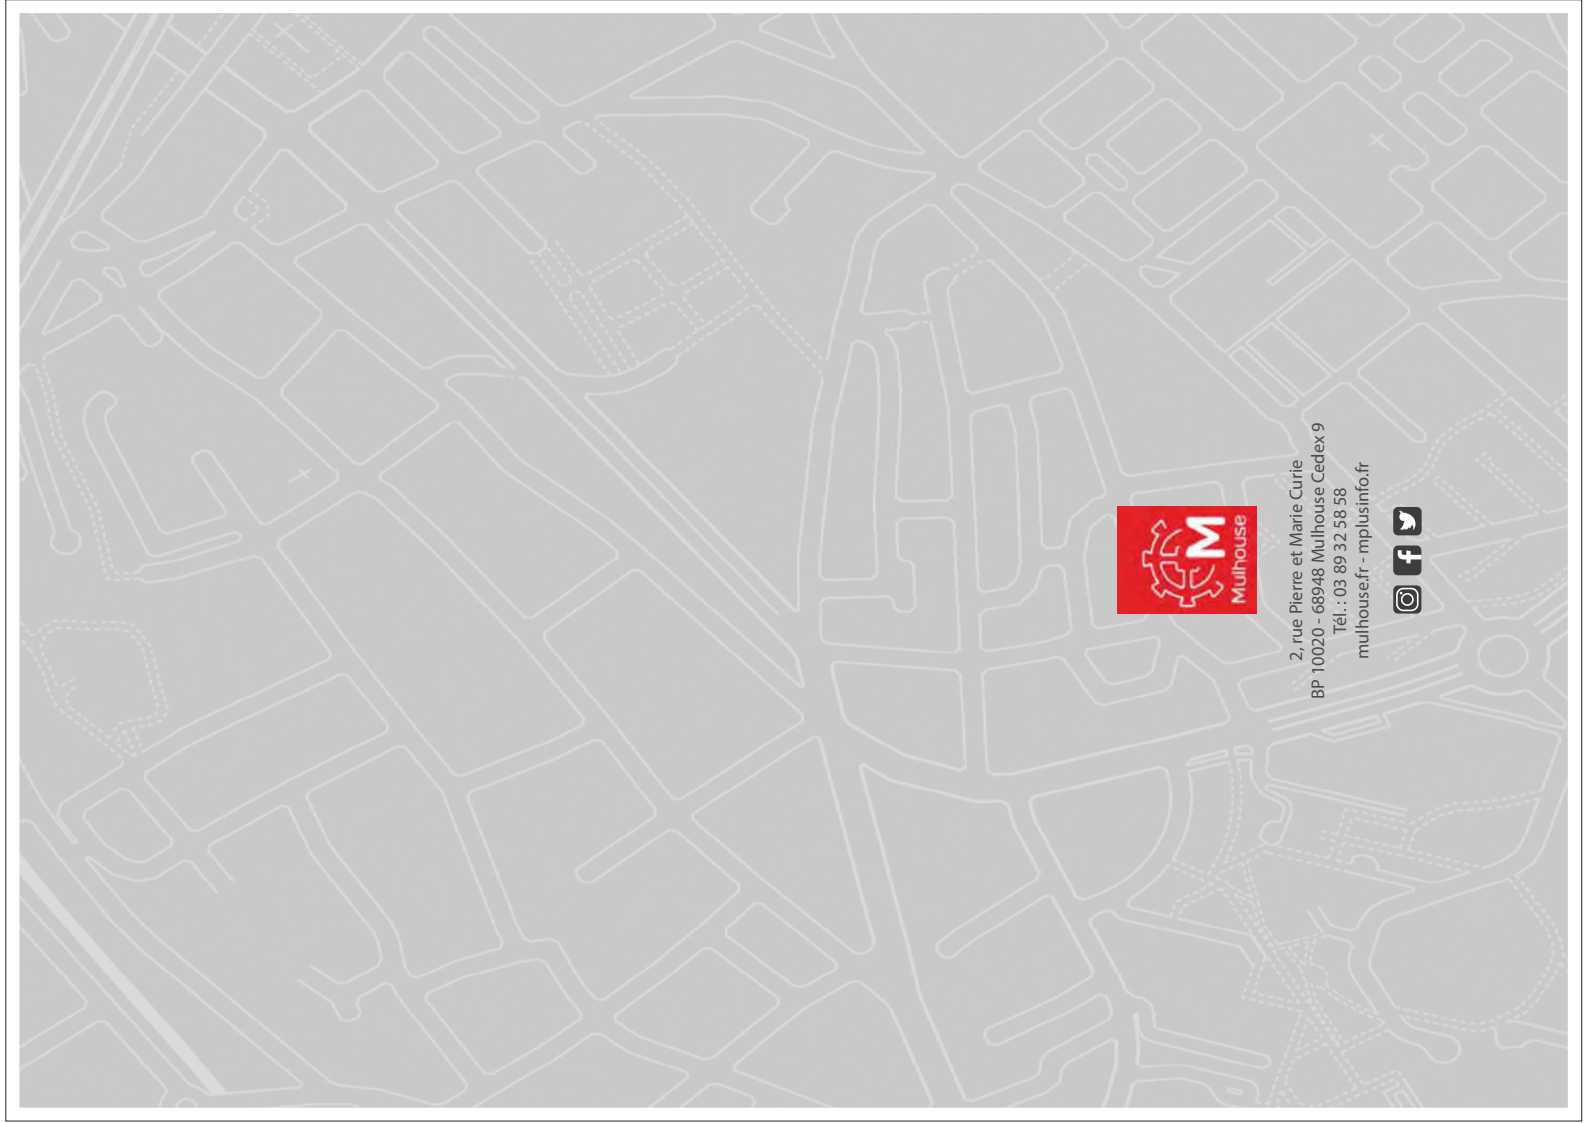 M
Mulhouse
2, rue Pierre et Marie Curie
BP 10020 - 68948 Mulhouse Cedex 9
Tél. : 03 89 32 58 58
mulhouse.fr - mplusinfo.fr